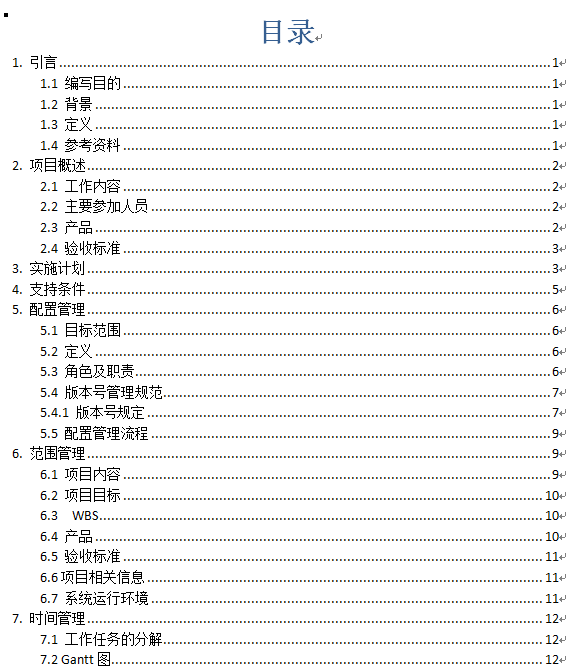 目录
1. 引言 1
1.1 编写目的 1
1.2 背景 1
1.3 定义 1
1.4 参考资料 1
2. 项目概述 2
2.1 工作内容 2
2.2 主要参加人员 2
2.3 产品 2
2.4 验收标准 3
3. 实施计划 3
4. 支持条件 5
5. 配置管理 6
5.1 目标范围 6
5.2 定义 6
5.3 角色及职责 6
5.4 版本号管理规范 7
5.4.1 版本号规定 7
5.5 配置管理流程 9
6. 范围管理 9
6.1 项目内容 9
6.2 项目目标 10
6.3 WBS 10
6.4 产品 10
6.5 验收标准 11
6.6 项目相关信息 11
6.7 系统运行环境 11
7. 时间管理 12
7.1 工作任务的分解 12
7.2 Gantt 图 12